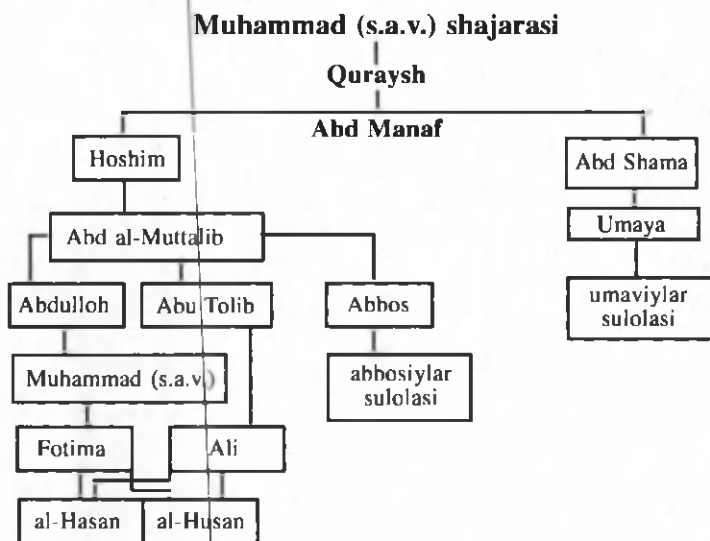 Muhammad (s.a.v.) shajarasi
Quraysh
Abd Manaf
Hoshim
Abd Shama
Abd al-Muttalib
Umaya
Abdulloh
Abu Tolib
Abbos
umaviylar
sulolasi
Muhammad (s.a.v.)
abbosiylar
sulolasi
Fotima
Ali
al-Hasan
al-Husan